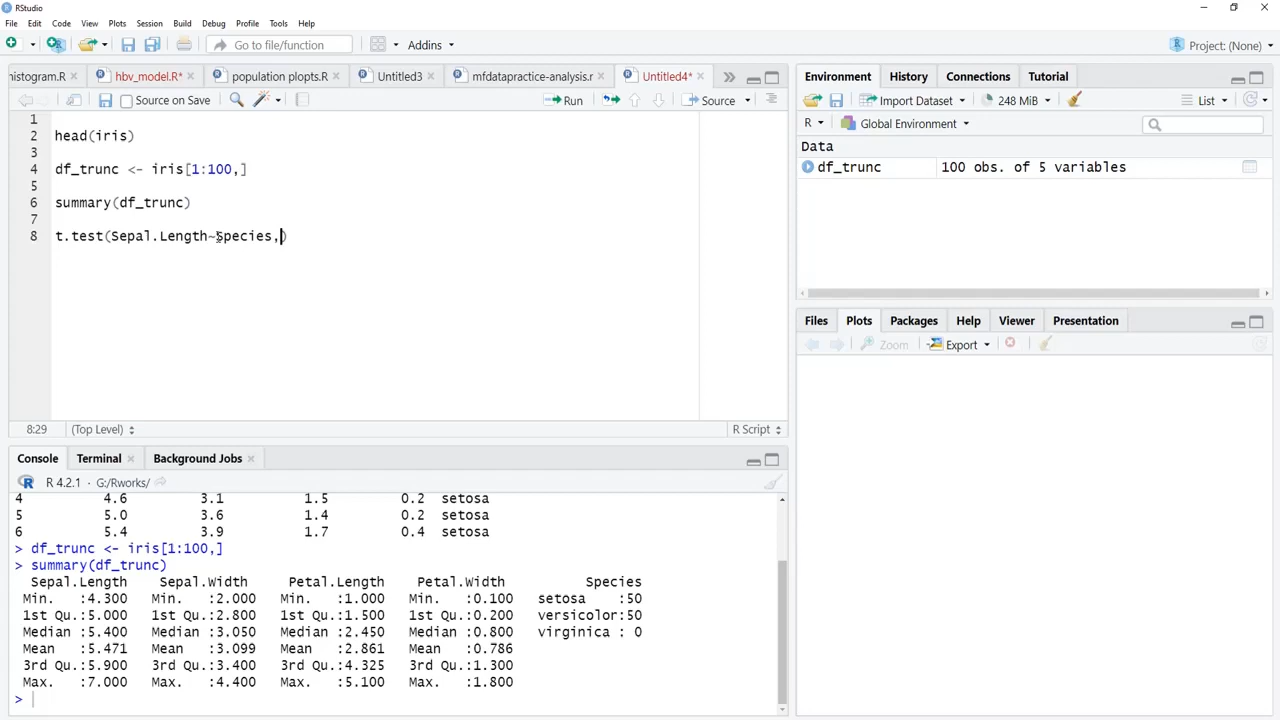 RStudio
File Edit Code View Plots Session Build Debug Profile Tools Help
Go to file/function Addins Project: (None)
histogram.R hbv_model.R* population plopts.R Untitled3 mfdatapractice-analysis.r Untitled4*
Source on Save Run Source
1
2 head(iris)
3
4 df_trunc <- iris[1:100,]
5
6 summary(df_trunc)
7
8 t.test(Sepal.Length~Species,)
8:29 (Top Level) R Script
Console Terminal Background Jobs
R 4.2.1 · G:/Rworks/
4 4.6 3.1 1.5 0.2 setosa
5 5.0 3.6 1.4 0.2 setosa
6 5.4 3.9 1.7 0.4 setosa
> df_trunc <- iris[1:100,]
> summary(df_trunc)
Sepal.Length Sepal.Width Petal.Length Petal.Width Species
Min. :4.300 Min. :2.000 Min. :1.000 Min. :0.100 setosa :50
1st Qu.:5.000 1st Qu.:2.800 1st Qu.:1.500 1st Qu.:0.200 versicolor:50
Median :5.400 Median :3.050 Median :2.450 Median :0.800 virginica : 0
Mean :5.471 Mean :3.099 Mean :2.861 Mean :0.786
3rd Qu.:5.900 3rd Qu.:3.400 3rd Qu.:4.325 3rd Qu.:1.300
Max. :7.000 Max. :4.400 Max. :5.100 Max. :1.800
>
Environment History Connections Tutorial
Import Dataset 248 MiB List
R Global Environment
Data
df_trunc 100 obs. of 5 variables
Files Plots Packages Help Viewer Presentation
Zoom Export